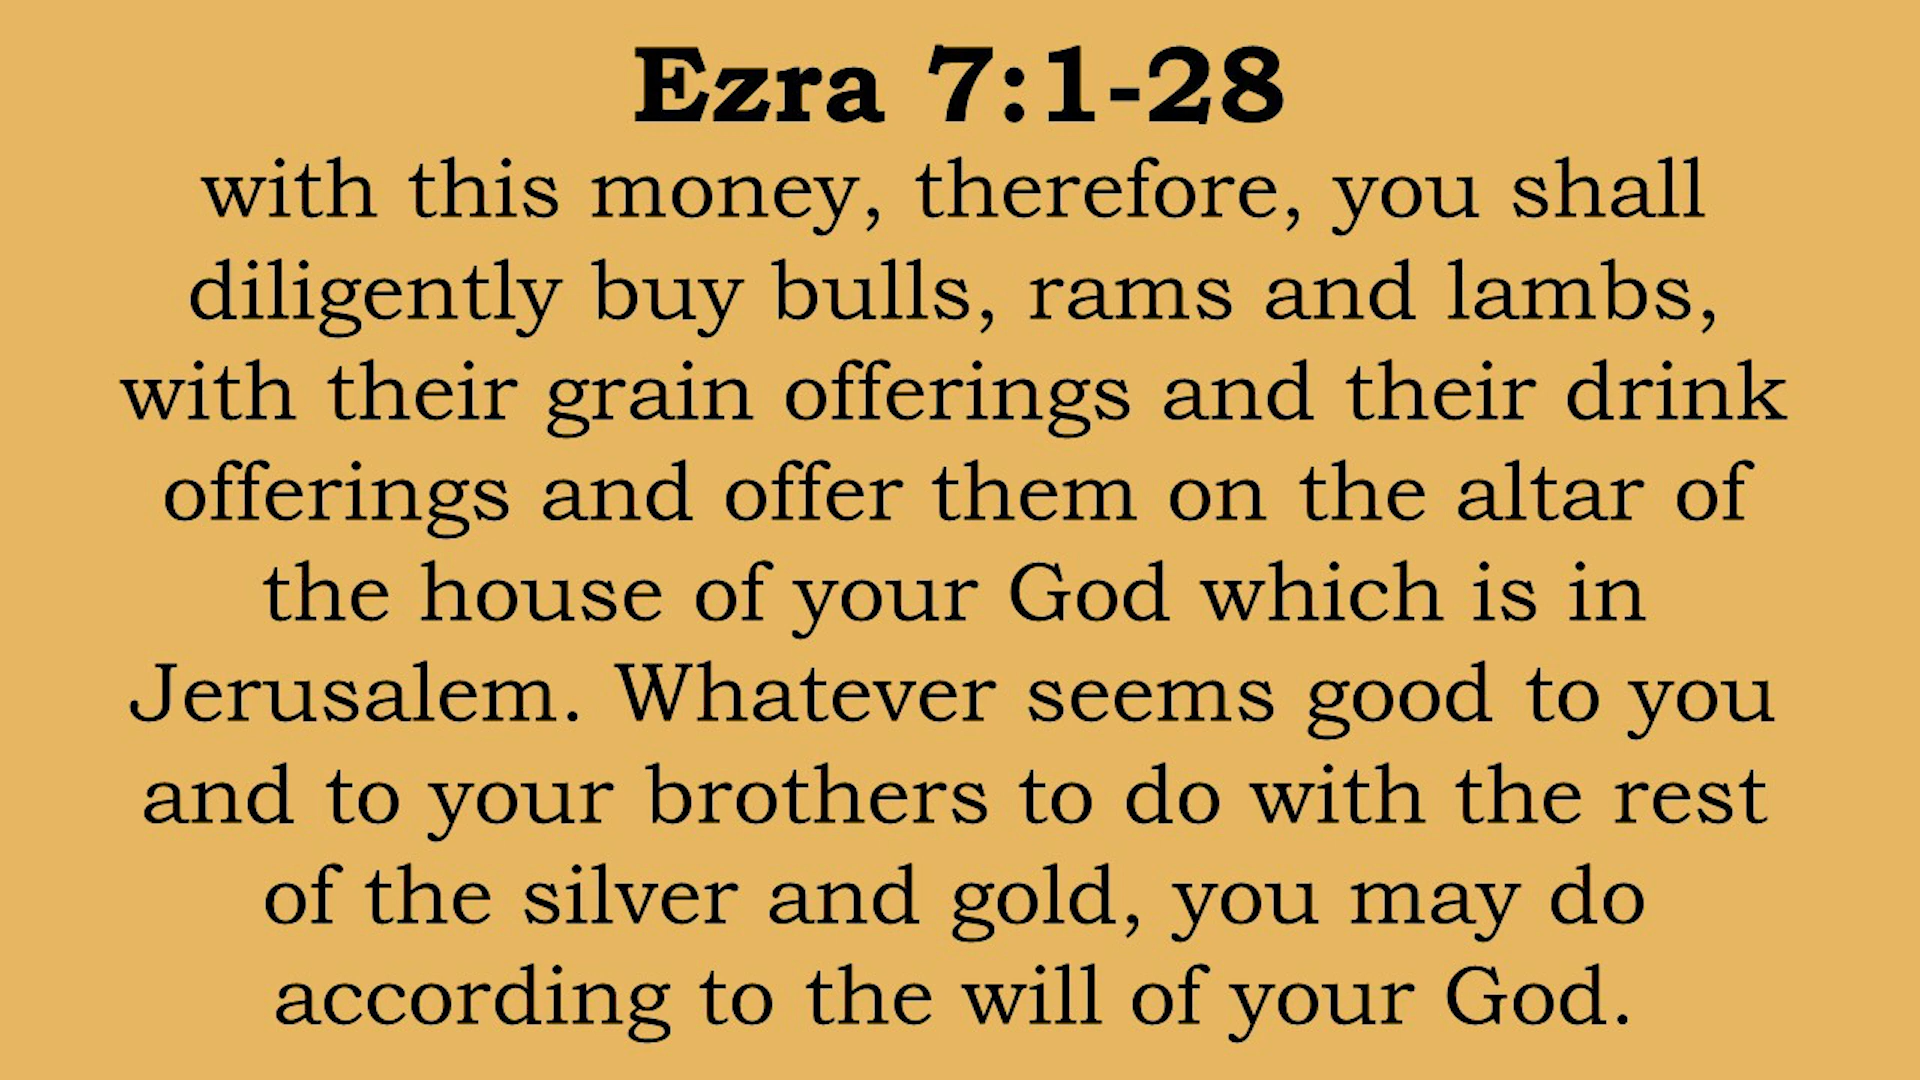 Ezra 7:1-28
with this money, therefore, you shall
diligently buy bulls, rams and lambs,
with their grain offerings and their drink
offerings and offer them on the altar of
the house of your God which is in
Jerusalem. Whatever seems good to you
and to your brothers to do with the rest
of the silver and gold, you may do
according to the will of your God.